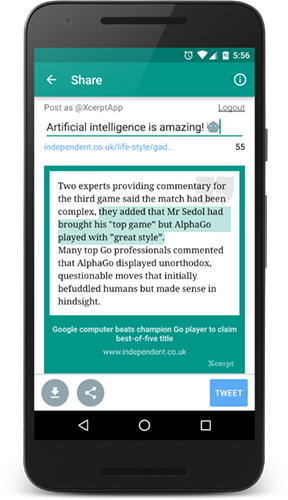 5:56
Share
Post as @XcerptApp
Logout
Artificial intelligence is amazing!
independent.co.uk/life-style/gad...
55
Two experts providing commentary for
the third game said the match had been
complex, they added that Mr Sedol had
brought his "top game" but AlphaGo
played with "great style".
Many top Go professionals commented
that AlphaGo displayed unorthodox,
questionable moves that initially
befuddled humans but made sense in
hindsight.
Google computer beats champion Go player to claim
best-of-five title
www.independent.co.uk
Xcerpt
TWEET